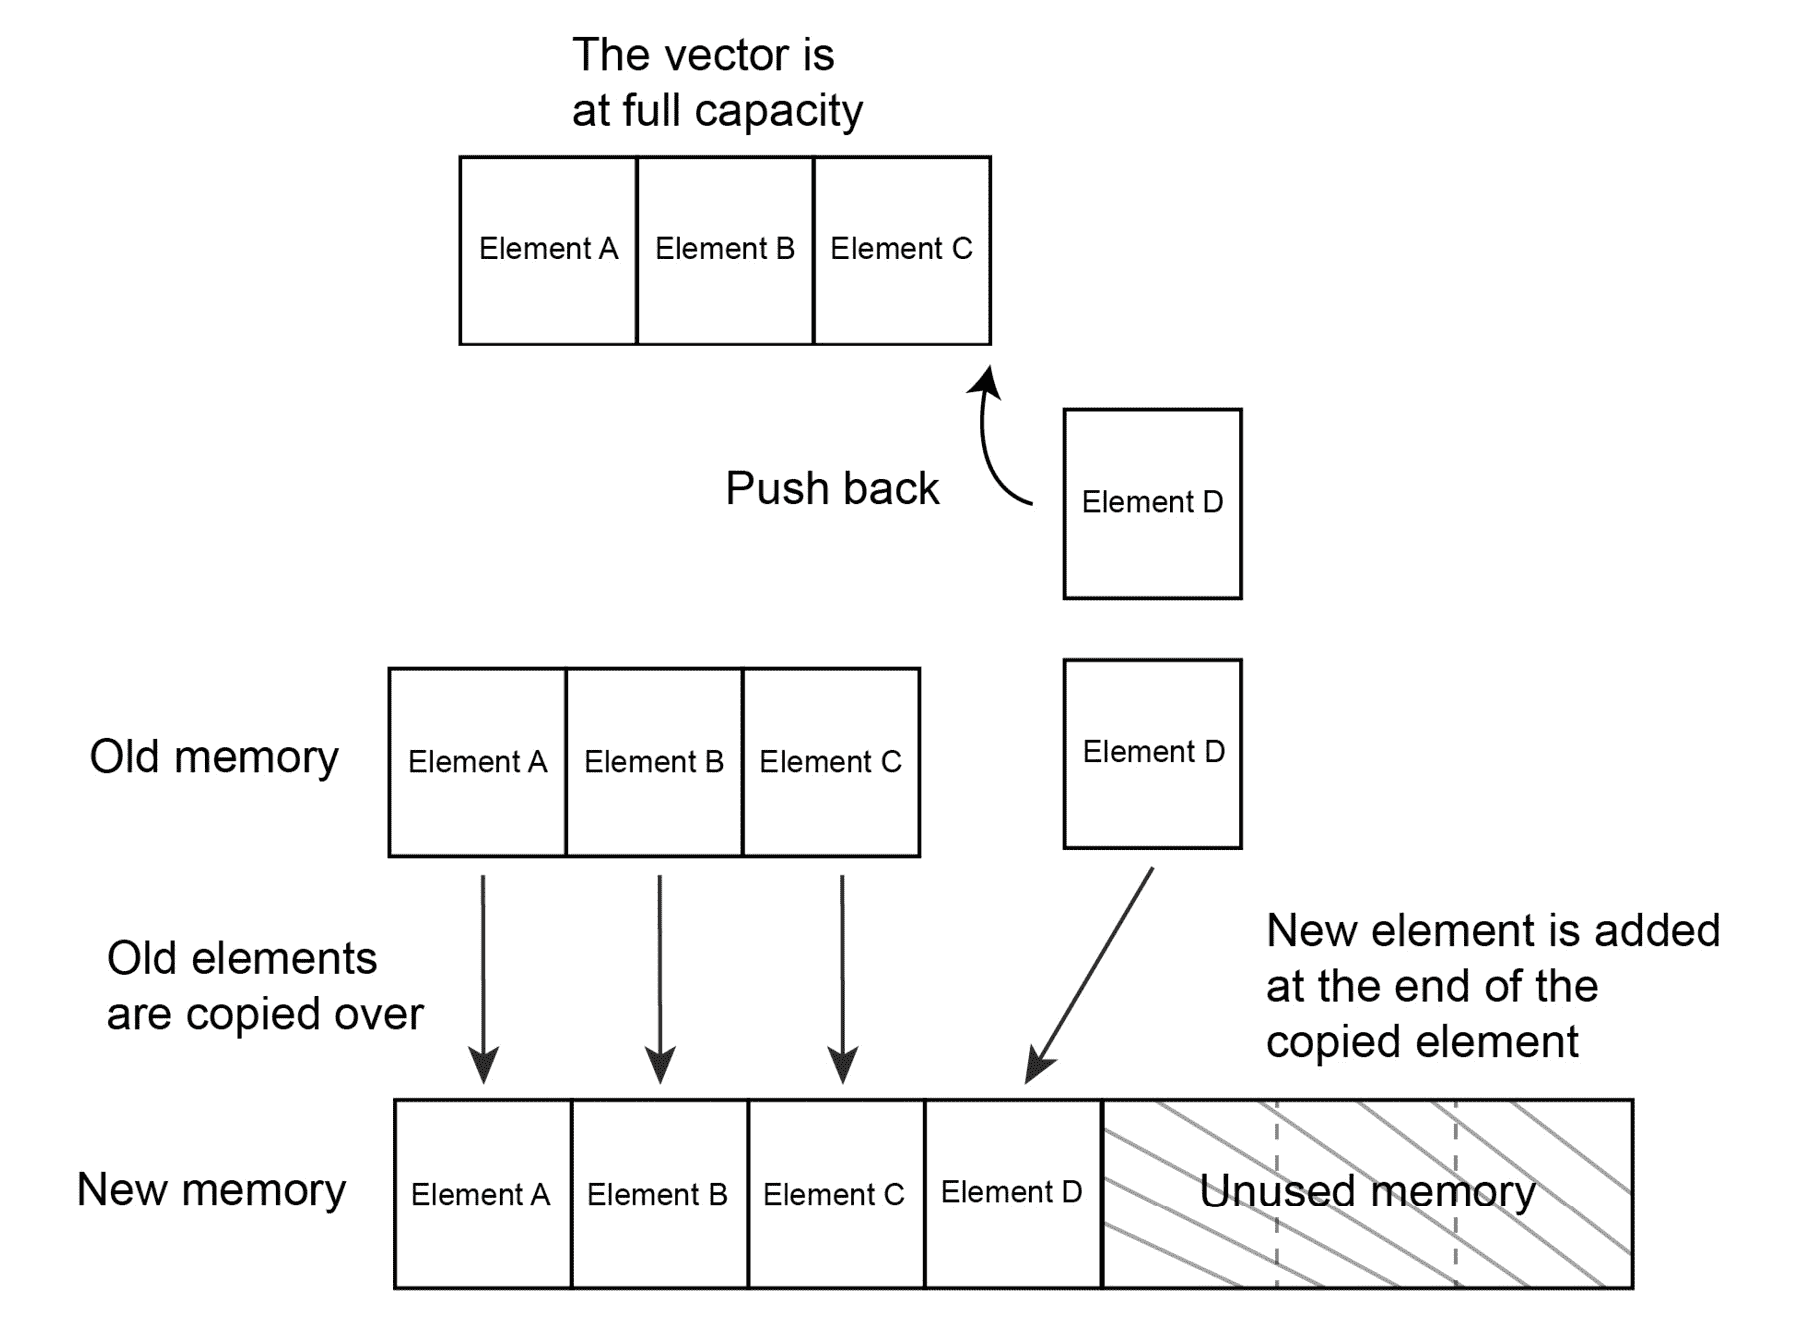 The vector is
at full capacity
Element A Element B Element C
Push back
Element D
Old memory
Element A Element B Element C
Element D
Old elements
are copied over
New element is added
at the end of the
copied element
New memory
Element A Element B Element C Element D Unused memory